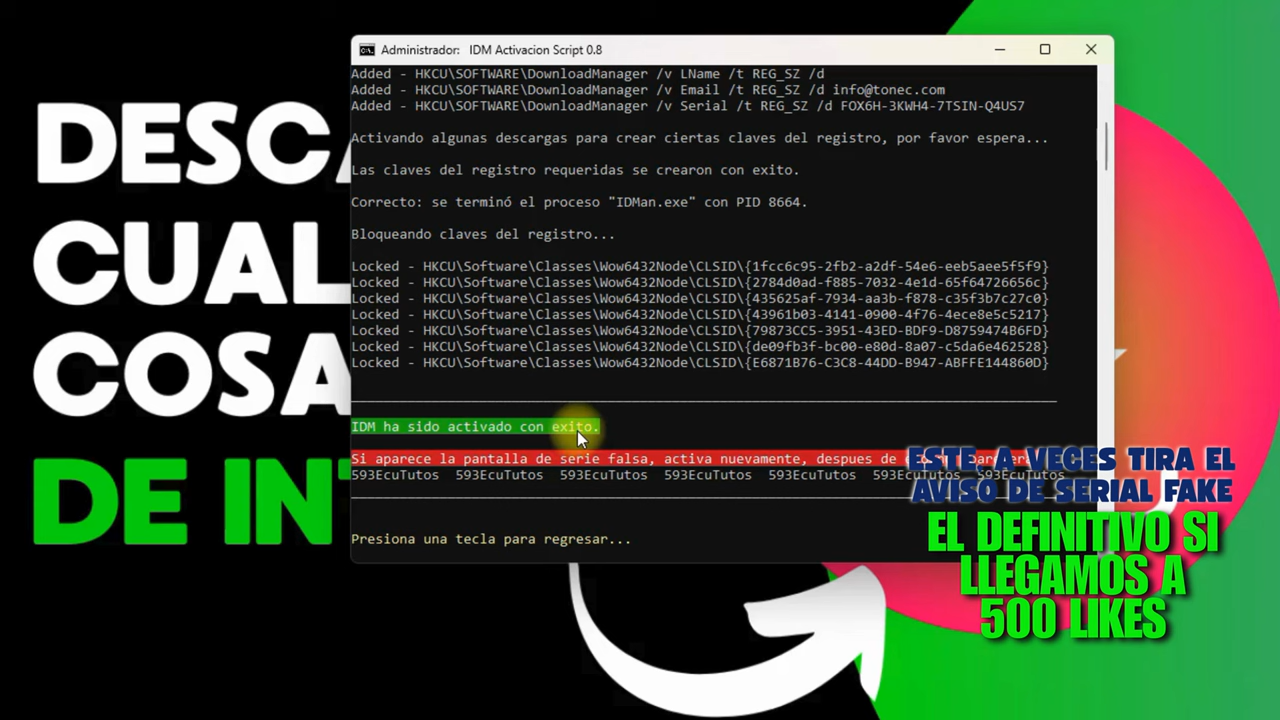 DESCA
CUAL
COSA
DE IN
Administrador: IDM Activacion Script 0.8
Added - HKCU\SOFTWARE\DownloadManager /v LName /t REG_SZ /d
Added - HKCU\SOFTWARE\DownloadManager /v Email /t REG_SZ /d info@tonec.com
Added - HKCU\SOFTWARE\DownloadManager /v Serial /t REG_SZ /d FOX6H-3KWH4-7TSIN-Q4US7
Activando algunas descargas para crear ciertas claves del registro, por favor espera...
Las claves del registro requeridas se crearon con exito.
Correcto: se terminó el proceso "IDMan.exe" con PID 8664.
Bloqueando claves del registro...
Locked - HKCU\Software\Classes\Wow6432Node\CLSID\{1fcc6c95-2fb2-a2df-54e6-eeb5aee5f5f9}
Locked - HKCU\Software\Classes\Wow6432Node\CLSID\{2784d0ad-f885-7032-4e1d-65f64726656c}
Locked - HKCU\Software\Classes\Wow6432Node\CLSID\{435625af-7934-aa3b-f878-c35f3b7c27c0}
Locked - HKCU\Software\Classes\Wow6432Node\CLSID\{43961b03-4141-0900-4f76-4ece8e5c5217}
Locked - HKCU\Software\Classes\Wow6432Node\CLSID\{79873CC5-3951-43ED-BDF9-D8759474B6FD}
Locked - HKCU\Software\Classes\Wow6432Node\CLSID\{de09fb3f-bc00-e80d-8a07-c5da6e462528}
Locked - HKCU\Software\Classes\Wow6432Node\CLSID\{E6871B76-C3C8-44DD-B947-ABFFE144860D}
IDM ha sido activado con exito.
Si aparece la pantalla de serie falsa, activa nuevamente, despues de
593EcuTutos 593EcuTutos 593EcuTutos 593EcuTutos 593EcuTutos 593EcuTutos 593EcuTutos
Presiona una tecla para regresar...
ESTE A VECES TIRA EL
AVISO DE SERIAL FAKE
EL DEFINITIVO SI
LLEGAMOS A
500 LIKES